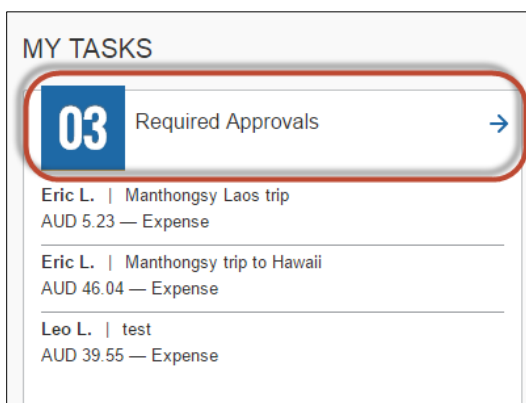 MY TASKS
03 Required Approvals
Eric L. | Manthongsy Laos trip
AUD 5.23 — Expense
Eric L. | Manthongsy trip to Hawaii
AUD 46.04 — Expense
Leo L. | test
AUD 39.55 — Expense